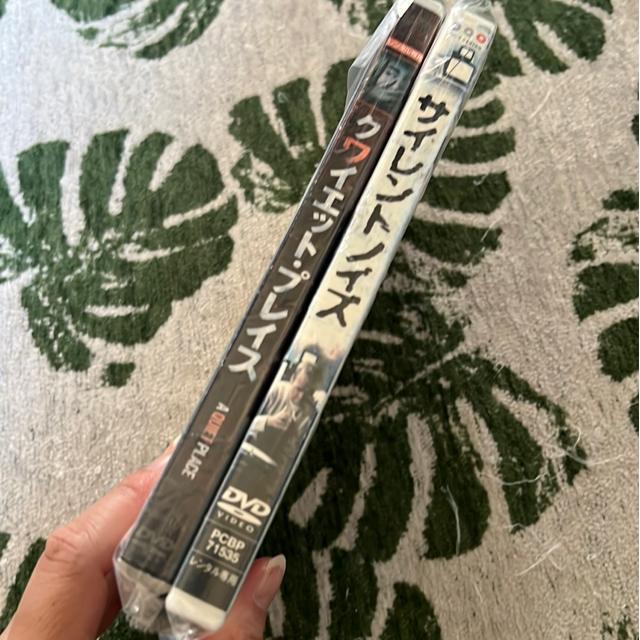 クワイエット・プレイス
A QUIET PLACE
サイレントノイズ
DVD
VIDEO
PCBP
71535
レンタル専用